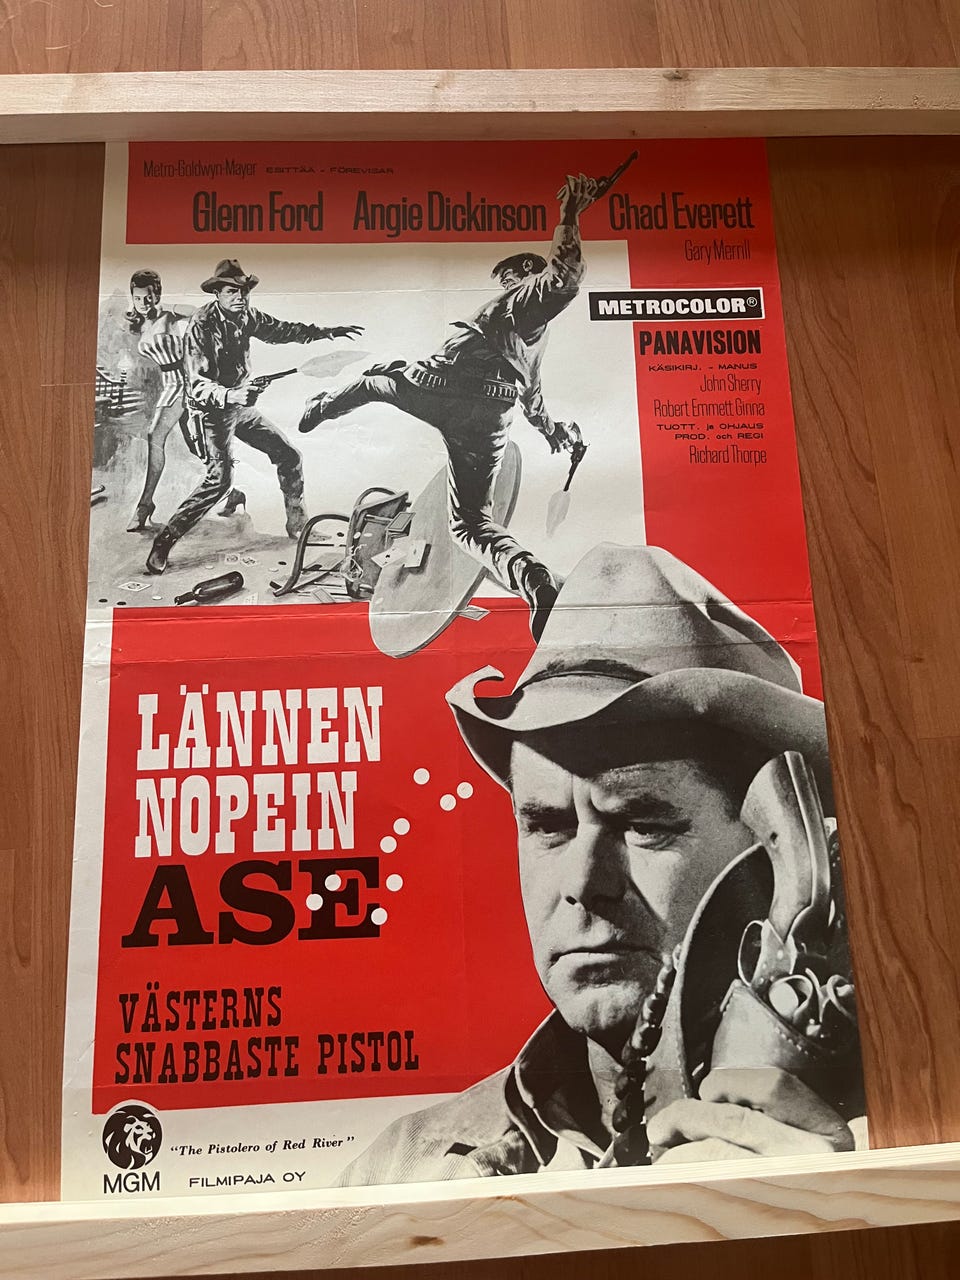 Metro-Goldwyn-Mayer ESITTÄÄ - FÖREVISAR
Glenn Ford Angie Dickinson Chad Everett
Gary Merrill
METROCOLOR®
PANAVISION
KÄSIKIRJ. - MANUS
John Sherry
Robert Emmett Ginna
TUOTT. ja OHJAUS
PROD. och REGI
Richard Thorpe
LÄNNEN
NOPEIN
ASE
VÄSTERNS
SNABBASTE PISTOL
"The Pistolero of Red River"
MGM FILMIPAJA OY